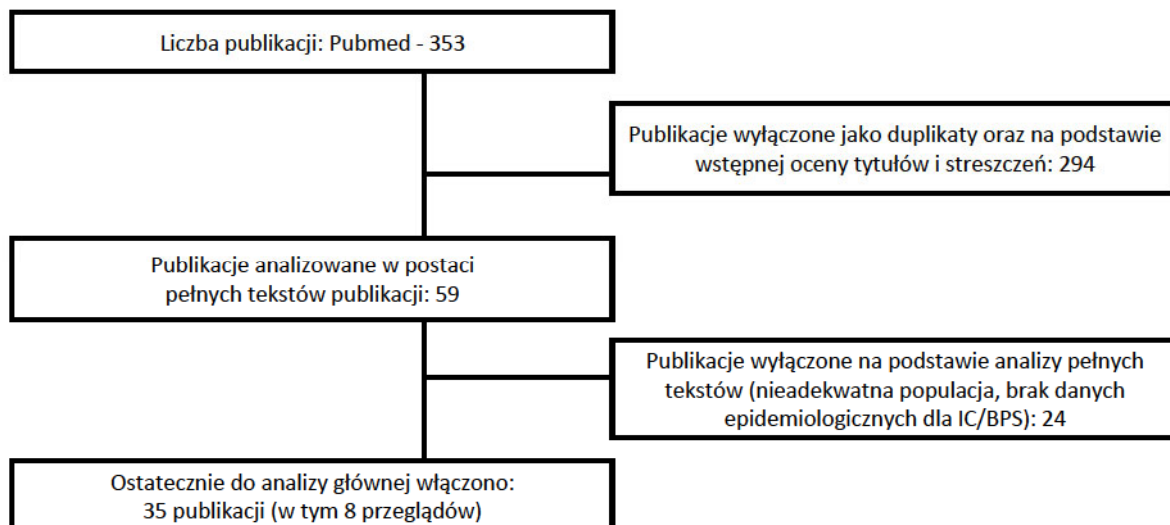 Liczba publikacji: Pubmed - 353
Publikacje wyłączone jako duplikaty oraz na podstawie
wstępnej oceny tytułów i streszczeń: 294
Publikacje analizowane w postaci
pełnych tekstów publikacji: 59
Publikacje wyłączone na podstawie analizy pełnych
tekstów (nieadekwatna populacja, brak danych
epidemiologicznych dla IC/BPS): 24
Ostatecznie do analizy głównej włączono:
35 publikacji (w tym 8 przeglądów)